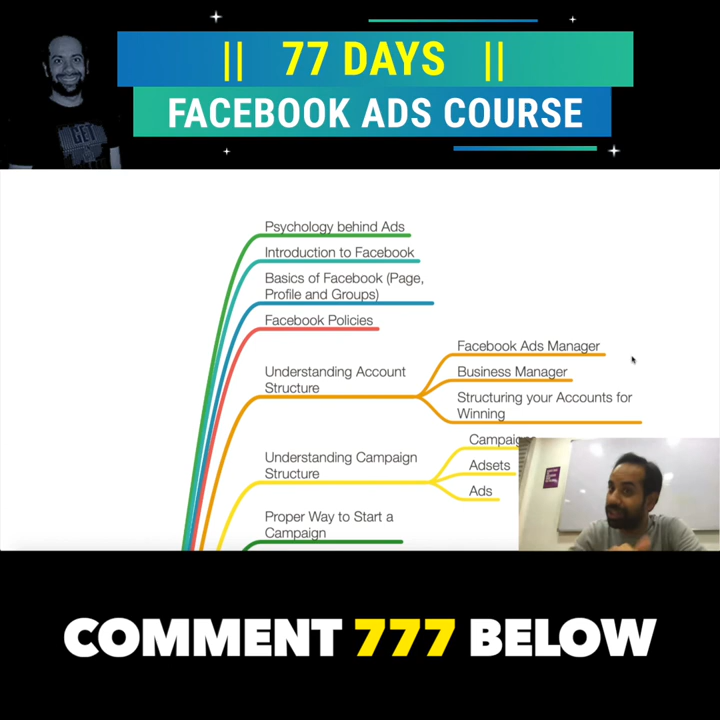 || 77 DAYS ||
FACEBOOK ADS COURSE
GET
Psychology behind Ads
Introduction to Facebook
Basics of Facebook (Page,
Profile and Groups)
Facebook Policies
Understanding Account
Structure
Facebook Ads Manager
Business Manager
Structuring your Accounts for
Winning
Understanding Campaign
Structure
Adsets
Ads
Proper Way to Start a
Campaign
COMMENT 777 BELOW